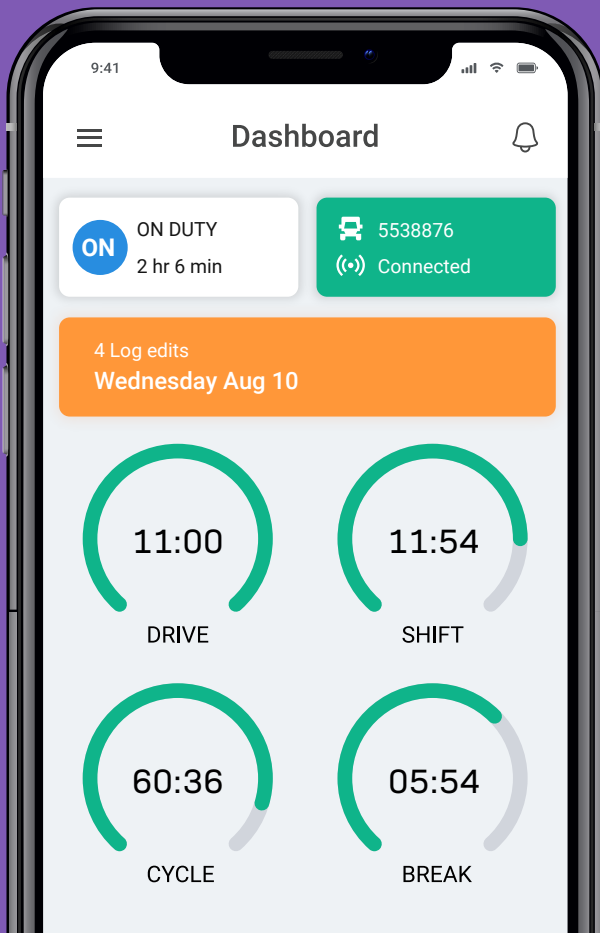 9:41
Dashboard
ON
ON DUTY
2 hr 6 min
5538876
Connected
4 Log edits
Wednesday Aug 10
11:00
DRIVE
11:54
SHIFT
60:36
CYCLE
05:54
BREAK